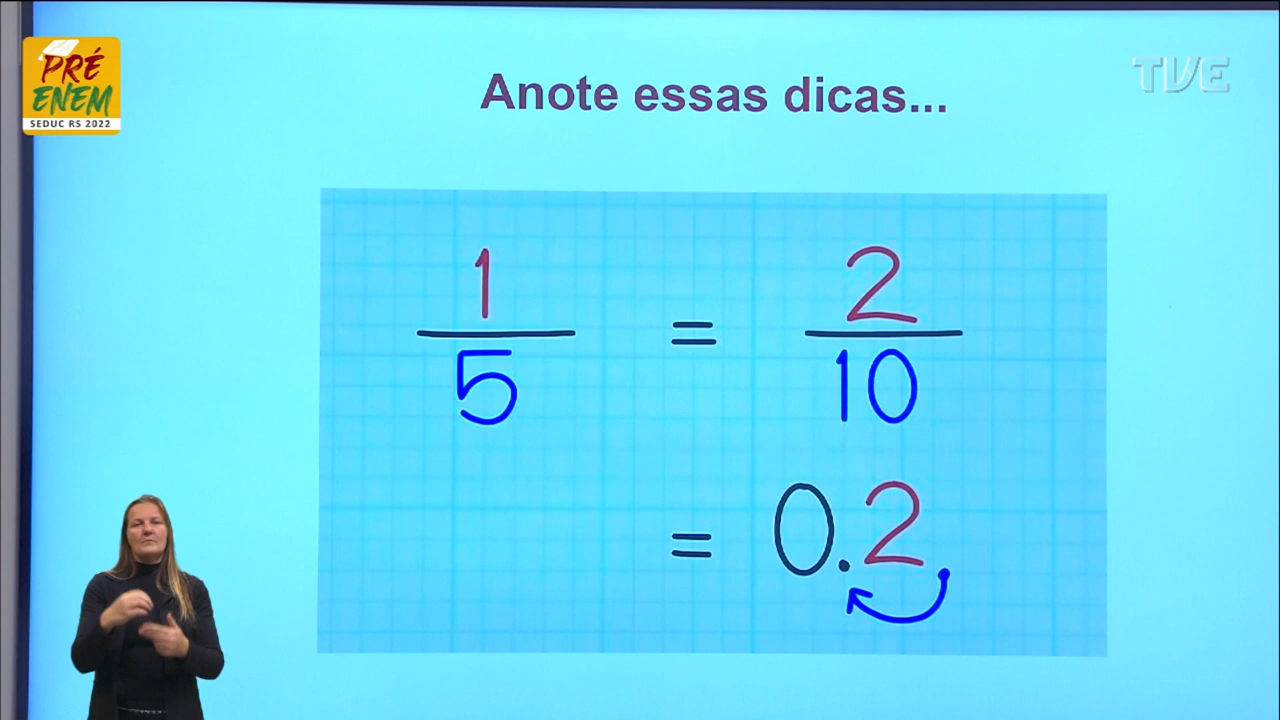 PRÉ
ENEM
SEDUC RS 2022
TVE
Anote essas dicas...
1/5 = 2/10
= 0.2